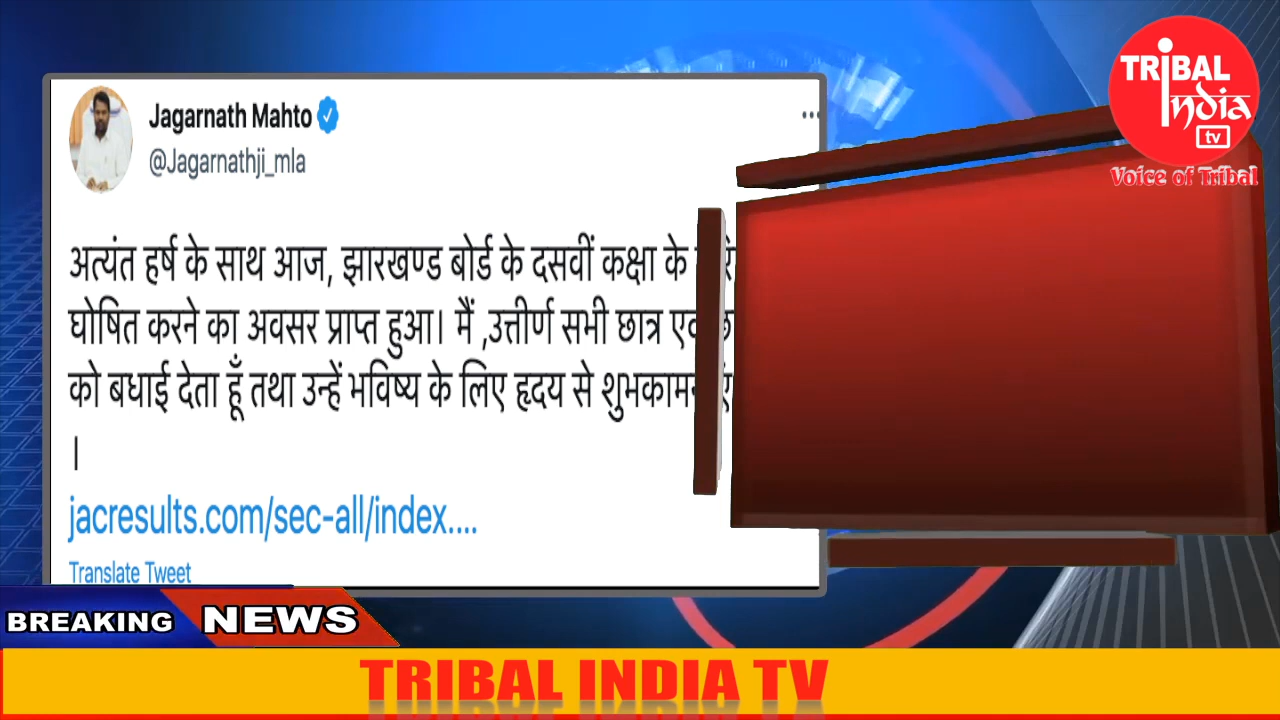 Jagarnath Mahto
@Jagarnathji_mla
अत्यंत हर्ष के साथ आज, झारखण्ड बोर्ड के दसवीं कक्षा के
घोषित करने का अवसर प्राप्त हुआ। मैं ,उत्तीर्ण सभी छात्र
को बधाई देता हूँ तथा उन्हें भविष्य के लिए हृदय से
।
jacresults.com/sec-all/index....
Translate Tweet
TRIBAL
India
tv
Voice of Tribal
BREAKING NEWS
TRIBAL INDIA TV